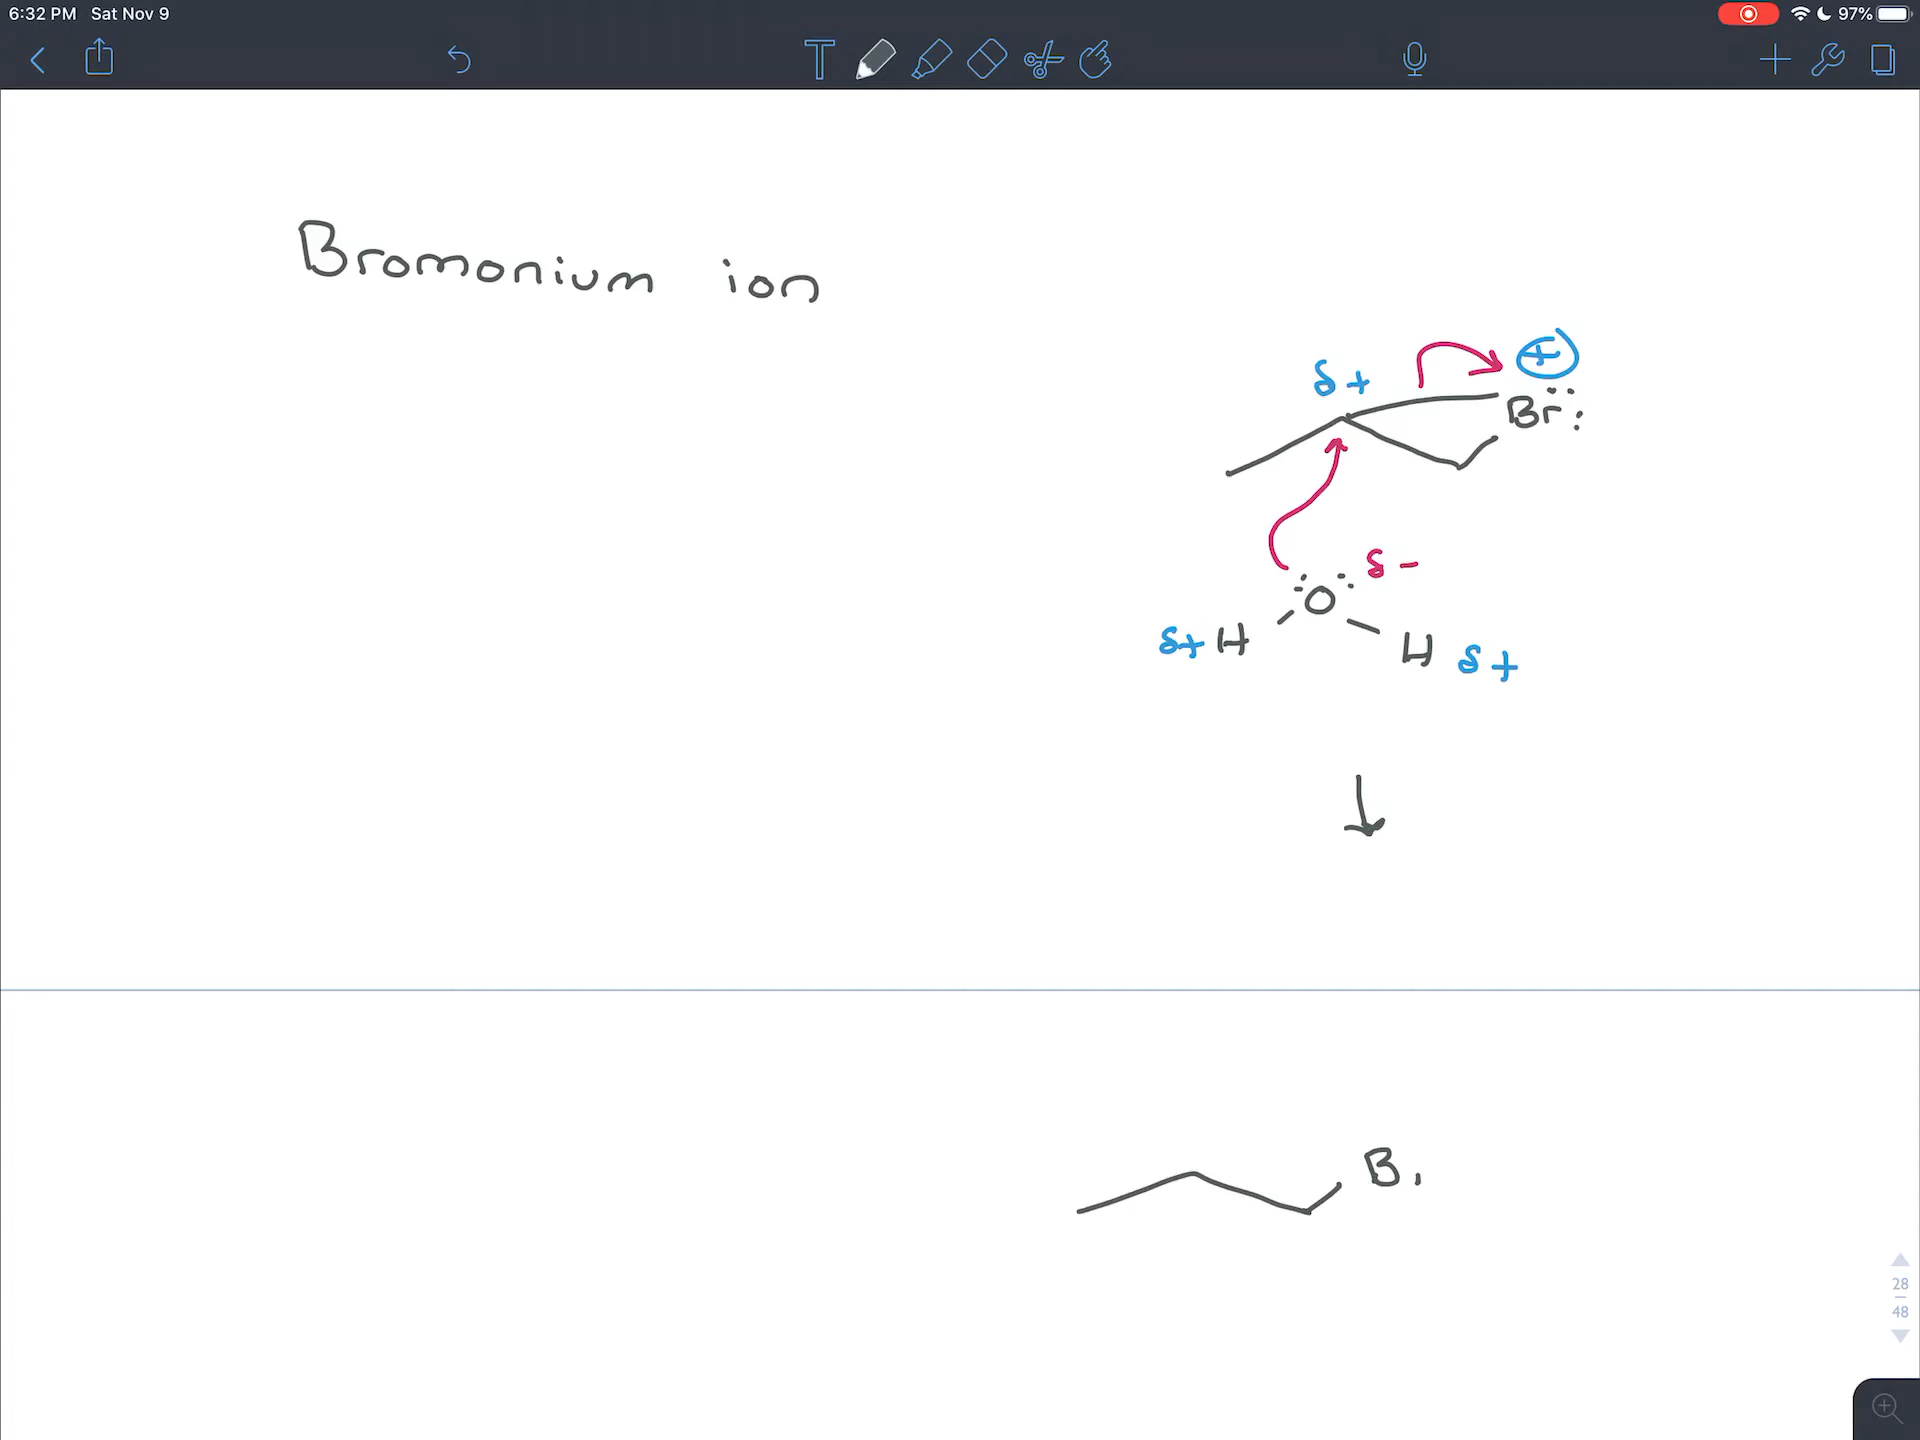 6:32 PM Sat Nov 9
97%
T
Bromonium ion
δ+
+
Br
δ-
O
δ+ H
H δ+
B
28
48